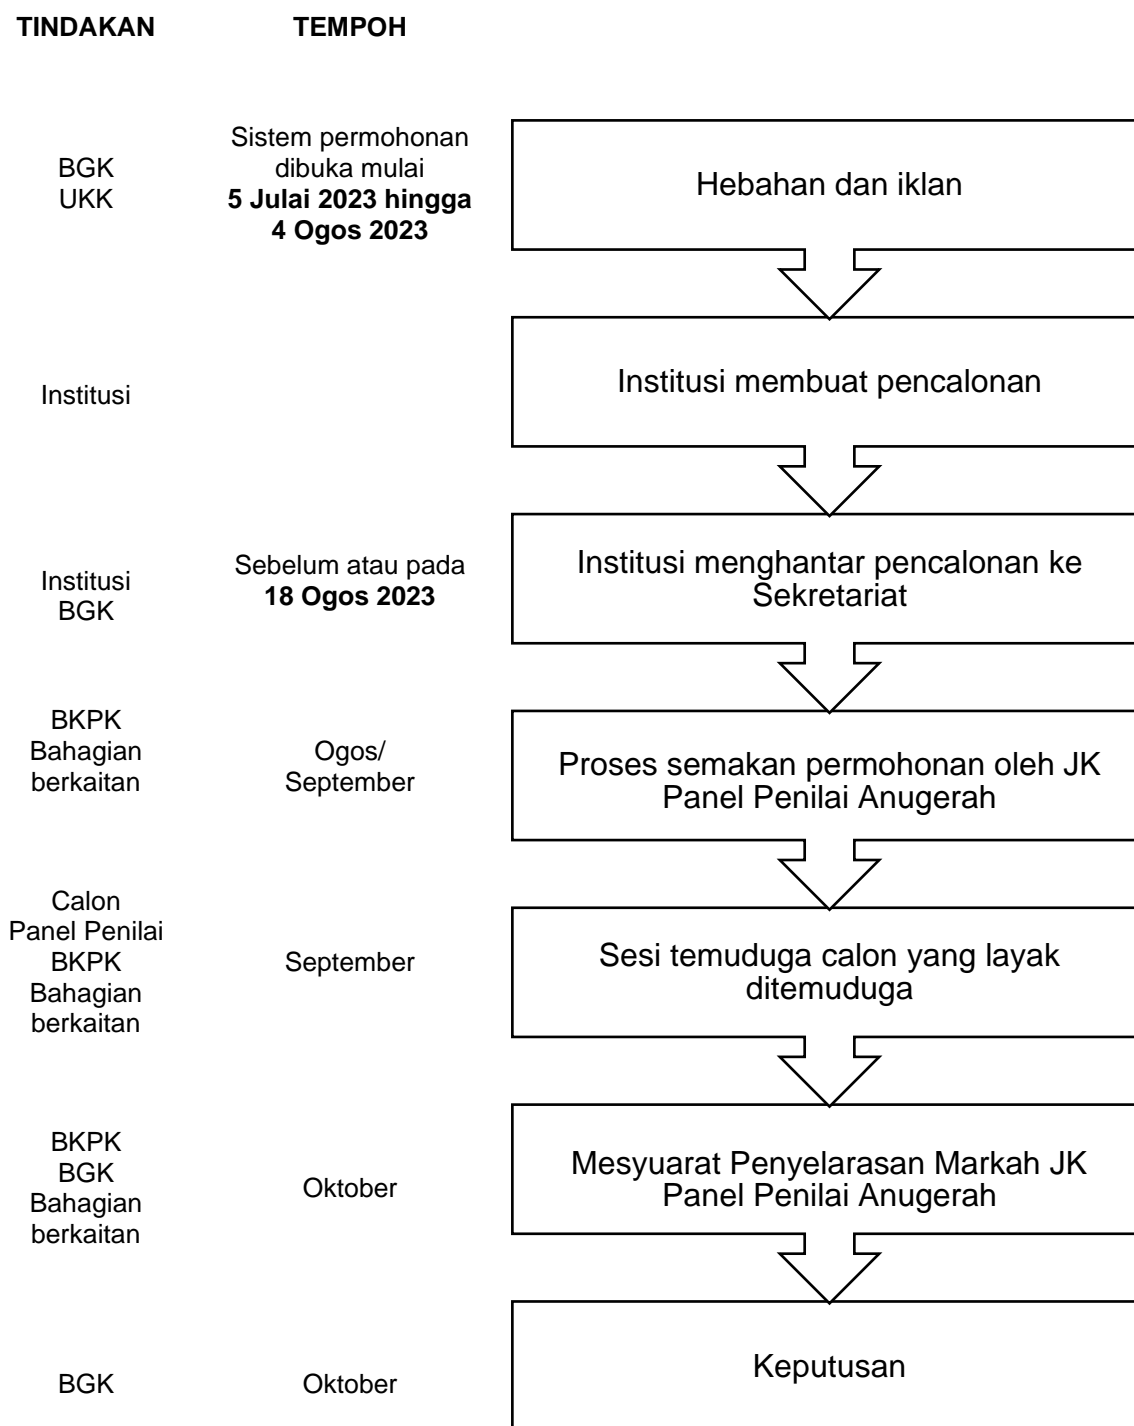 TINDAKAN TEMPOH
BGK
UKK
Sistem permohonan
dibuka mulai
5 Julai 2023 hingga
4 Ogos 2023
Hebahan dan iklan
Institusi
Institusi membuat pencalonan
Institusi
BGK
Sebelum atau pada
18 Ogos 2023
Institusi menghantar pencalonan ke
Sekretariat
BKPK
Bahagian
berkaitan
Ogos/
September
Proses semakan permohonan oleh JK
Panel Penilai Anugerah
Calon
Panel Penilai
BKPK
Bahagian
berkaitan
September
Sesi temuduga calon yang layak
ditemuduga
BKPK
BGK
Bahagian
berkaitan
Oktober
Mesyuarat Penyelarasan Markah JK
Panel Penilai Anugerah
BGK
Oktober
Keputusan